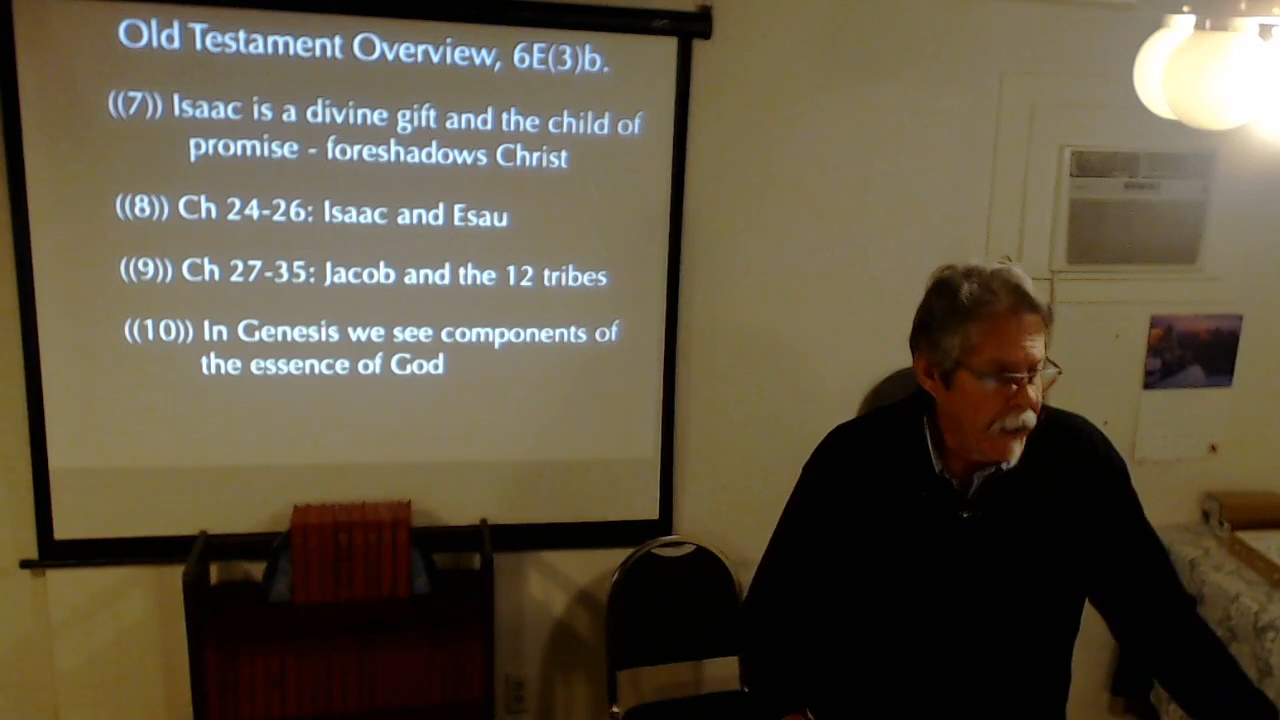 Old Testament Overview, 6E(3)b.
((7)) Isaac is a divine gift and the child of
promise - foreshadows Christ
((8)) Ch 24-26: Isaac and Esau
((9)) Ch 27-35: Jacob and the 12 tribes
((10)) In Genesis we see components of
the essence of God